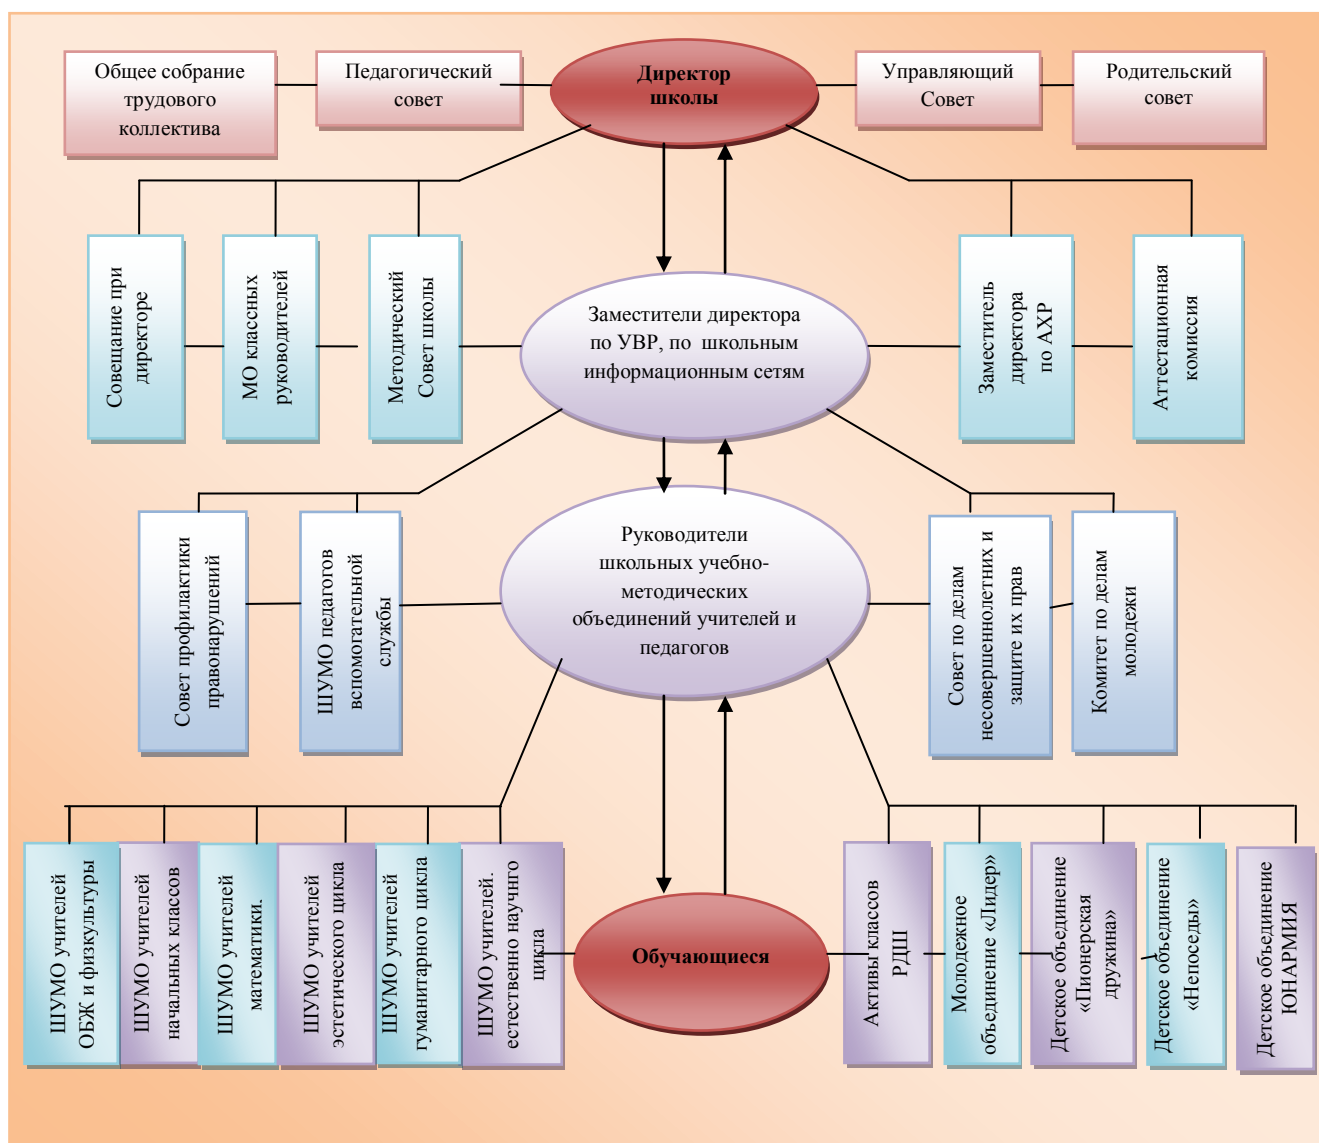 Общее собрание
трудового
коллектива
Педагогический
совет
Директор
школы
Управляющий
Совет
Родительский
совет
Совещание при
директоре
МО классных
руководителей
Методический
Совет школы
Заместители директора
по УВР, по школьным
информационным сетям
Заместитель
директора
по АХР
Аттестационная
комиссия
Совет профилактики
правонарушений
ШУМО педагогов
вспомогательной
службы
Руководители
школьных учебно-
методических
объединений учителей и
педагогов
Совет по делам
несовершеннолетних и
защите их прав
Комитет по делам
молодежи
ШУМО учителей
ОБЖ и физкультуры
ШУМО учителей
начальных классов
ШУМО учителей
математики.
ШУМО учителей
эстетического цикла
ШУМО учителей
гуманитарного цикла
ШУМО учителей.
естественно научнго
цикла
Обучающиеся
Активы классов
РДШ
Молодежное
объединение «Лидер»
Детское объединение
«Пионерская
дружина»
Детское объединение
«Непоседы»
Детское объединение
ЮНАРМИЯ